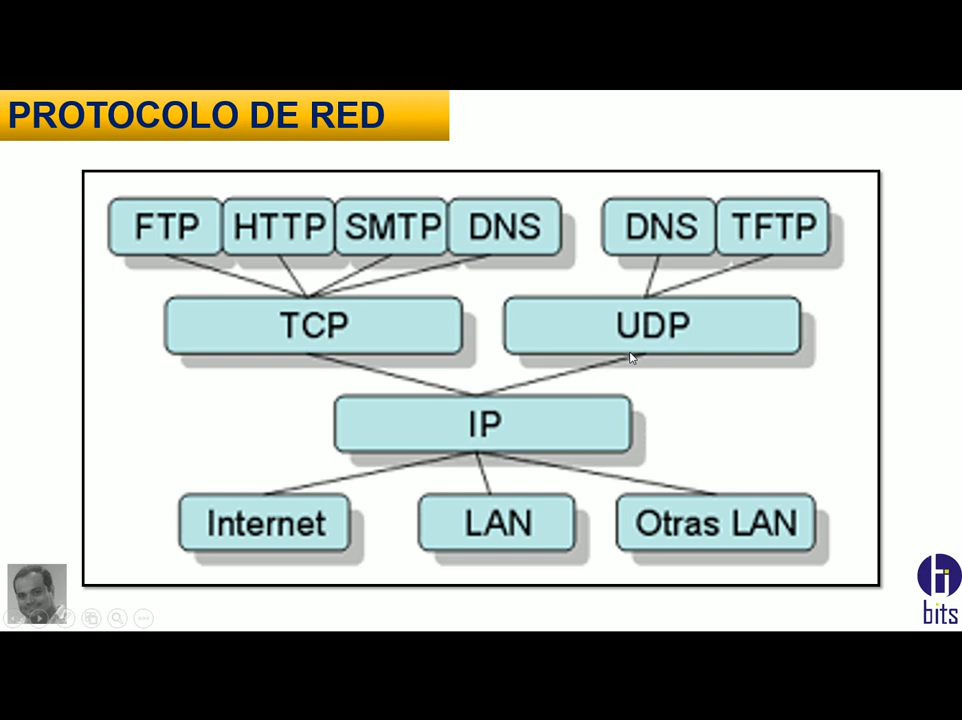 PROTOCOLO DE RED
FTP HTTP SMTP DNS DNS TFTP
TCP UDP
IP
Internet LAN Otras LAN
bits